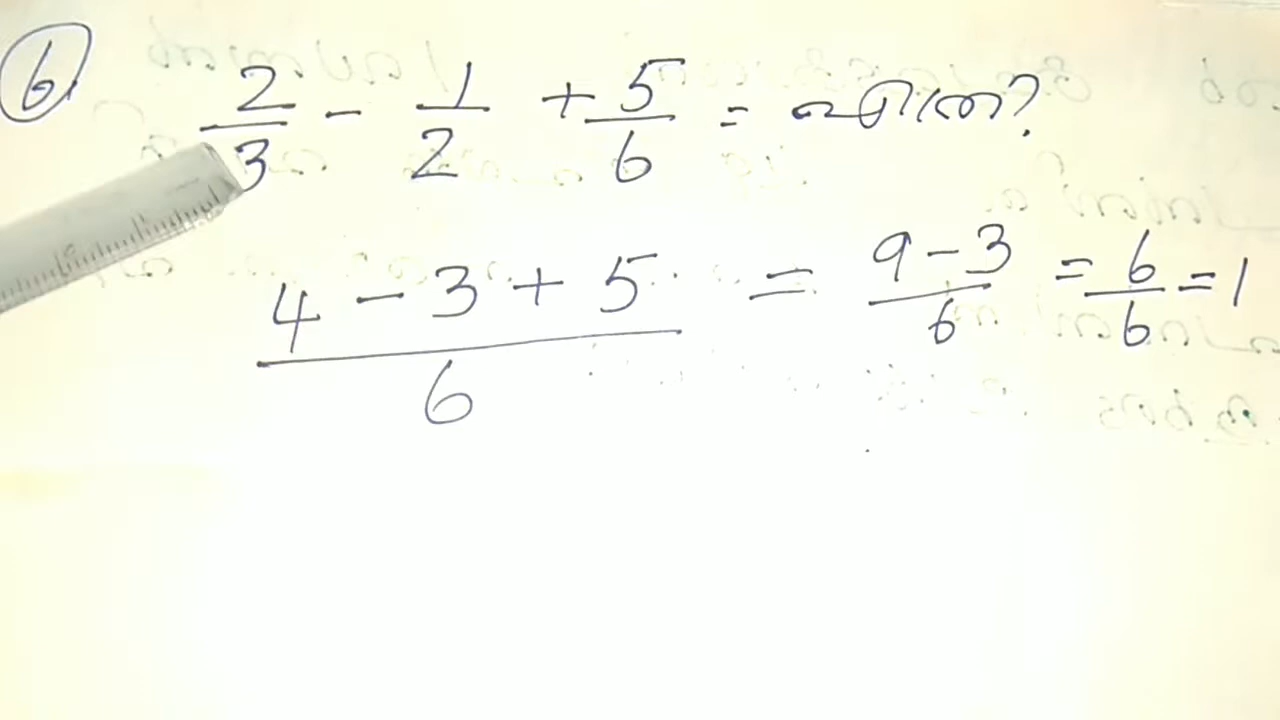 6. 2/3 - 1/2 + 5/6 = എത്ര?
4 - 3 + 5 / 6 = 9 - 3 / 6 = 6/6 = 1